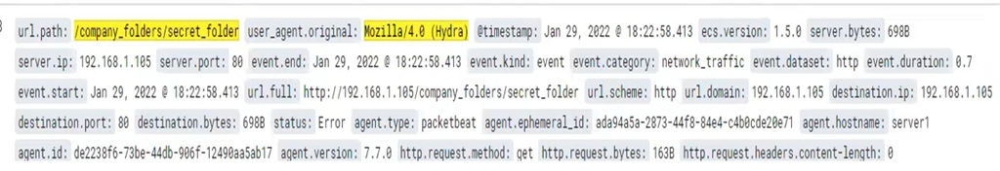 url.path: /company_folders/secret_folder user_agent.original: Mozilla/4.0 (Hydra) @timestamp: Jan 29, 2022 @ 18:22:58.413 ecs.version: 1.5.0 server.bytes: 698B
server.ip: 192.168.1.105 server.port: 80 event.end: Jan 29, 2022 @ 18:22:58.413 event.kind: event event.category: network_traffic event.dataset: http event.duration: 0.7
event.start: Jan 29, 2022 @ 18:22:58.413 url.full: http://192.168.1.105/company_folders/secret_folder url.scheme: http url.domain: 192.168.1.105 destination.ip: 192.168.1.105
destination.port: 80 destination.bytes: 698B status: Error agent.type: packetbeat agent.ephemeral_id: ada94a5a-2873-44f8-84e4-c4b0cde20e71 agent.hostname: server1
agent.id: de2238f6-73be-44db-906f-12490aa5ab17 agent.version: 7.7.0 http.request.method: get http.request.bytes: 163B http.request.headers.content-length: 0